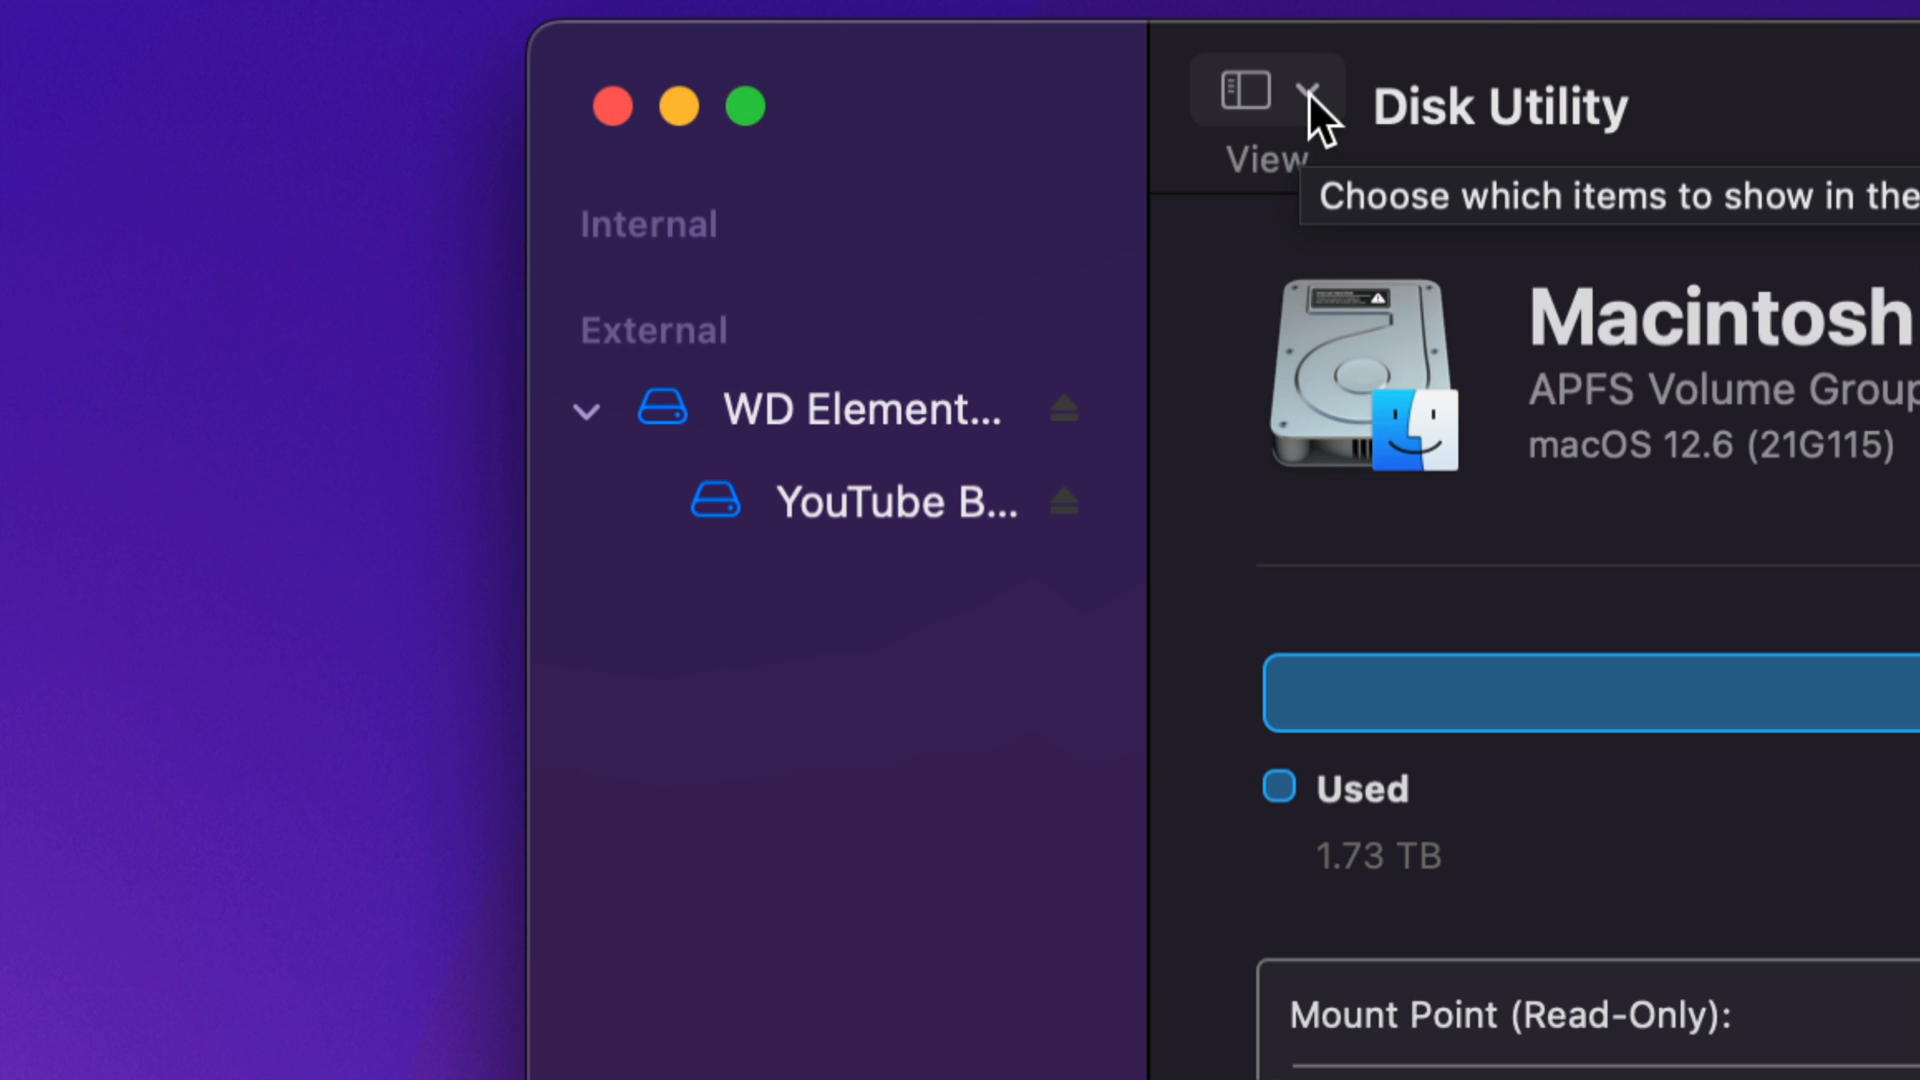 Disk Utility
View
Choose which items to show in the
Internal
External
WD Element...
YouTube B...
Macintosh
APFS Volume Group
macOS 12.6 (21G115)
Used
1.73 TB
Mount Point (Read-Only):